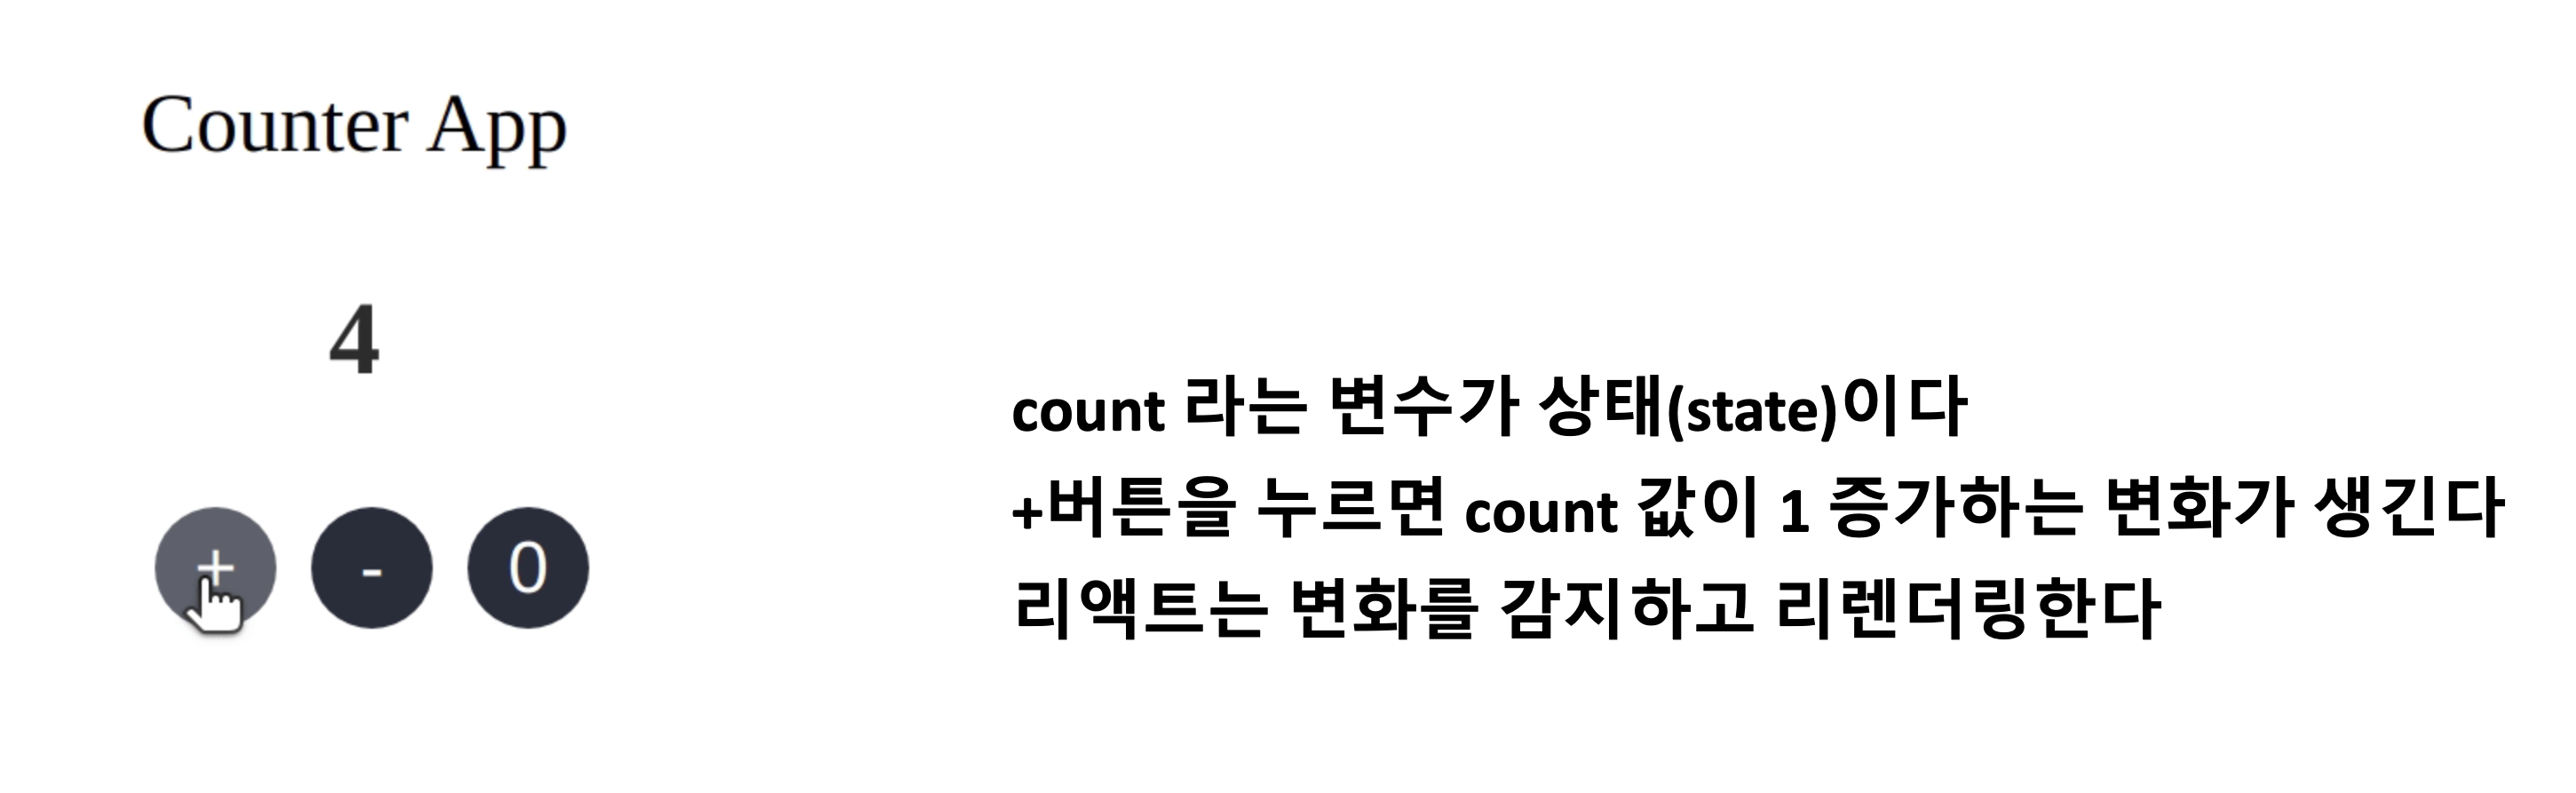 Counter App
4
+ - 0
count 라는 변수가 상태(state)이다
+버튼을 누르면 count 값이 1 증가하는 변화가 생긴다
리액트는 변화를 감지하고 리렌더링한다